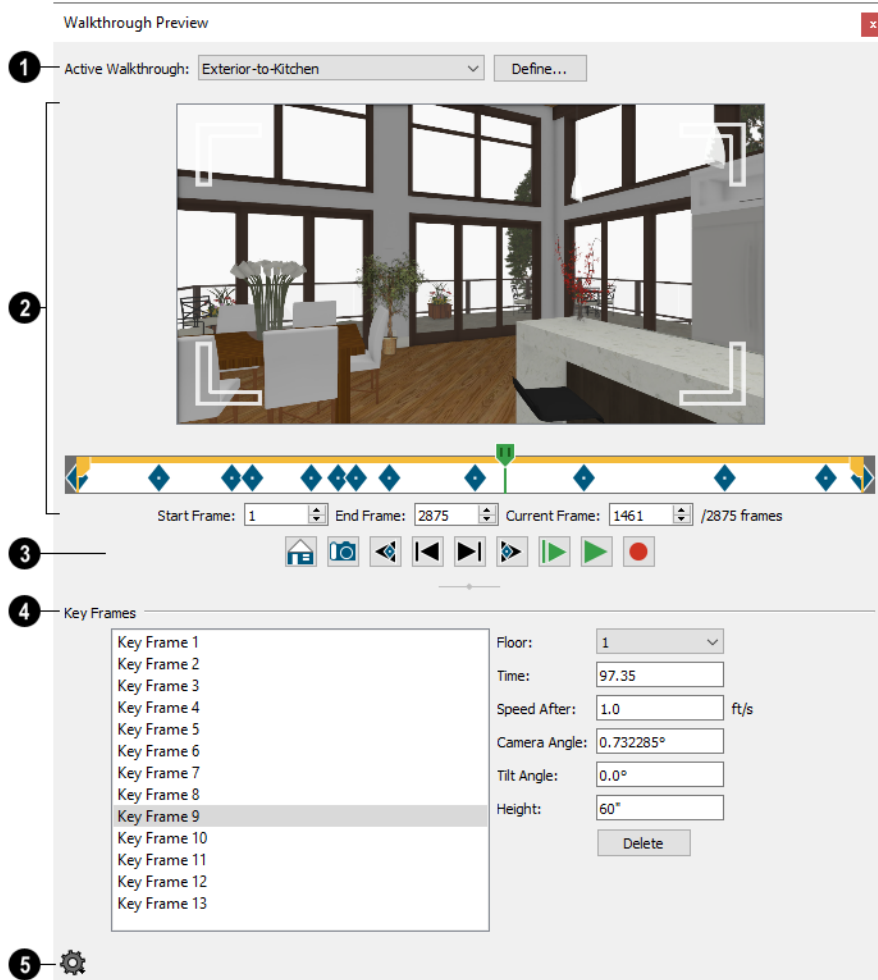 Walkthrough Preview
x
1 Active Walkthrough: Exterior-to-Kitchen Define...
2
Start Frame: 1 End Frame: 2875 Current Frame: 1461 /2875 frames
3
4 Key Frames
Key Frame 1
Key Frame 2
Key Frame 3
Key Frame 4
Key Frame 5
Key Frame 6
Key Frame 7
Key Frame 8
Key Frame 9
Key Frame 10
Key Frame 11
Key Frame 12
Key Frame 13
Floor: 1
Time: 97.35
Speed After: 1.0 ft/s
Camera Angle: 0.732285°
Tilt Angle: 0.0°
Height: 60"
Delete
5